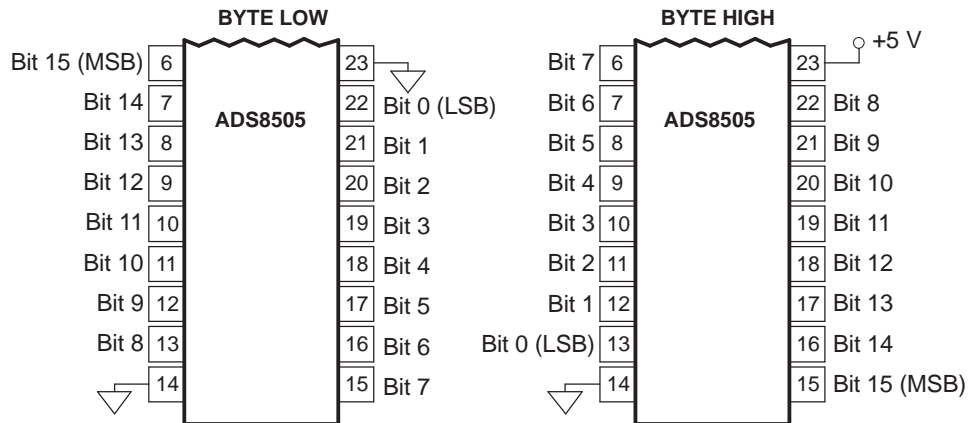 BYTE LOW
Bit 15 (MSB) 6 23
Bit 14 7 22 Bit 0 (LSB)
ADS8505
Bit 13 8 21 Bit 1
Bit 12 9 20 Bit 2
Bit 11 10 19 Bit 3
Bit 10 11 18 Bit 4
Bit 9 12 17 Bit 5
Bit 8 13 16 Bit 6
14 15 Bit 7
BYTE HIGH
+5 V
Bit 7 6 23
Bit 6 7 22 Bit 8
ADS8505
Bit 5 8 21 Bit 9
Bit 4 9 20 Bit 10
Bit 3 10 19 Bit 11
Bit 2 11 18 Bit 12
Bit 1 12 17 Bit 13
Bit 0 (LSB) 13 16 Bit 14
14 15 Bit 15 (MSB)